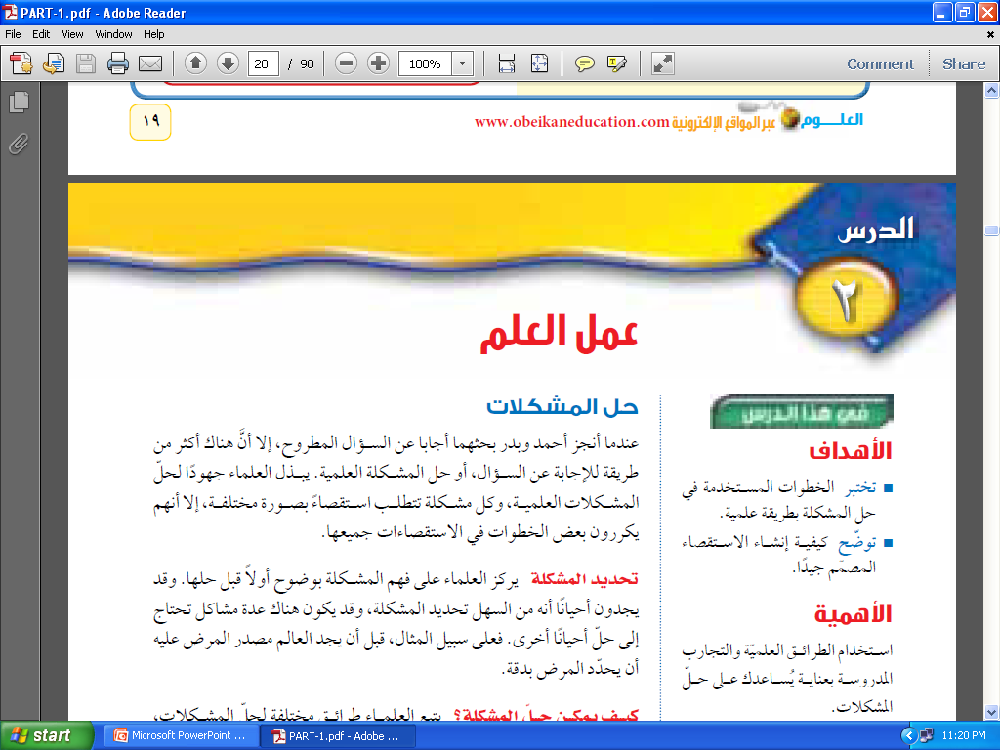 PART-1.pdf - Adobe Reader
File Edit View Window Help
20 / 90 100% Comment Share
العلـــوم عبر المواقع الإلكترونية www.obeikaneducation.com
١٩
الدرس
٢
عمل العلم
في هذا الدرس
الأهداف
تختبر الخطوات المستخدمة في
حل المشكلة بطريقة علمية.
توضّح كيفية إنشاء الاستقصاء
المصمّم جيدًا.
الأهمية
استخدام الطرائق العلميّة والتجارب
المدروسة بعناية يُساعدك على حلّ
المشكلات.
حل المشكلات
عندما أنجز أحمد وبدر بحثهما أجابا عن السؤال المطروح، إلا أنَّ هناك أكثر من
طريقة للإجابة عن السؤال، أو حل المشكلة العلمية. يبذل العلماء جهودًا لحلّ
المشكلات العلمية، وكل مشكلة تتطلب استقصاءً بصورة مختلفة، إلا أنهم
يكررون بعض الخطوات في الاستقصاءات جميعها.
تحديد المشكلة يركز العلماء على فهم المشكلة بوضوح أولاً قبل حلها. وقد
يجدون أحيانًا أنه من السهل تحديد المشكلة، وقد يكون هناك عدة مشاكل تحتاج
إلى حلّ أحيانًا أخرى. فعلى سبيل المثال، قبل أن يجد العالم مصدر المرض عليه
أن يحدّد المرض بدقة.
كيف يمكن حلّ المشكلة؟ يتبع العلماء طرائق مختلفة لحلّ المشكلات،
start Microsoft PowerPoint ... PART-1.pdf - Adobe ... 11:20 PM